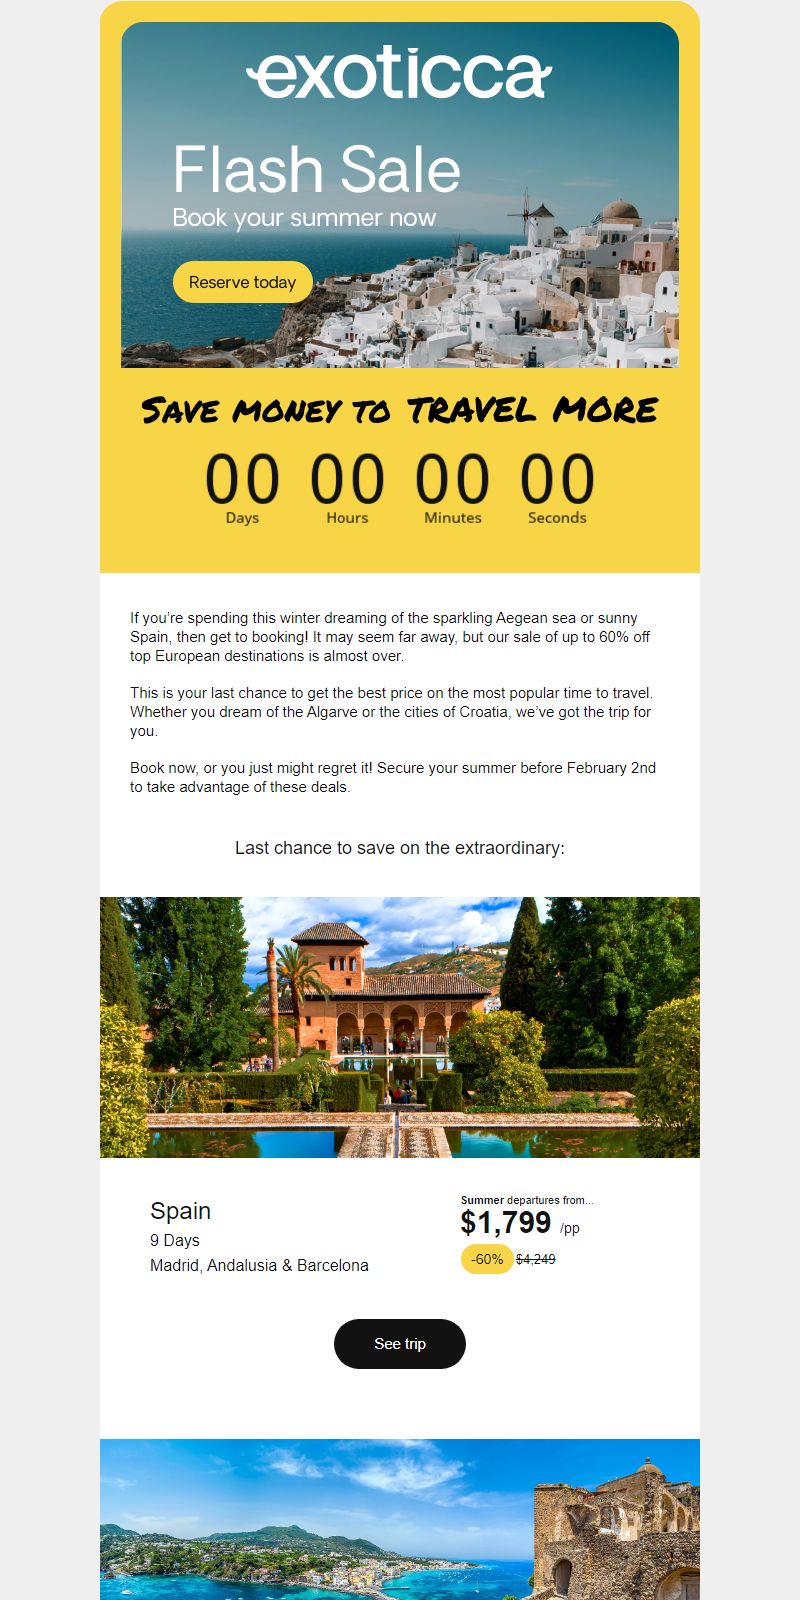 exoticca
Flash Sale
Book your summer now
Reserve today
SAVE MONEY TO TRAVEL MORE
00 00 00 00
Days Hours Minutes Seconds
If you're spending this winter dreaming of the sparkling Aegean sea or sunny
Spain, then get to booking! It may seem far away, but our sale of up to 60% off
top European destinations is almost over.
This is your last chance to get the best price on the most popular time to travel.
Whether you dream of the Algarve or the cities of Croatia, we've got the trip for
you.
Book now, or you just might regret it! Secure your summer before February 2nd
to take advantage of these deals.
Last chance to save on the extraordinary:
Spain
9 Days
Madrid, Andalusia & Barcelona
Summer departures from...
$1,799 /pp
-60% $4,249
See trip